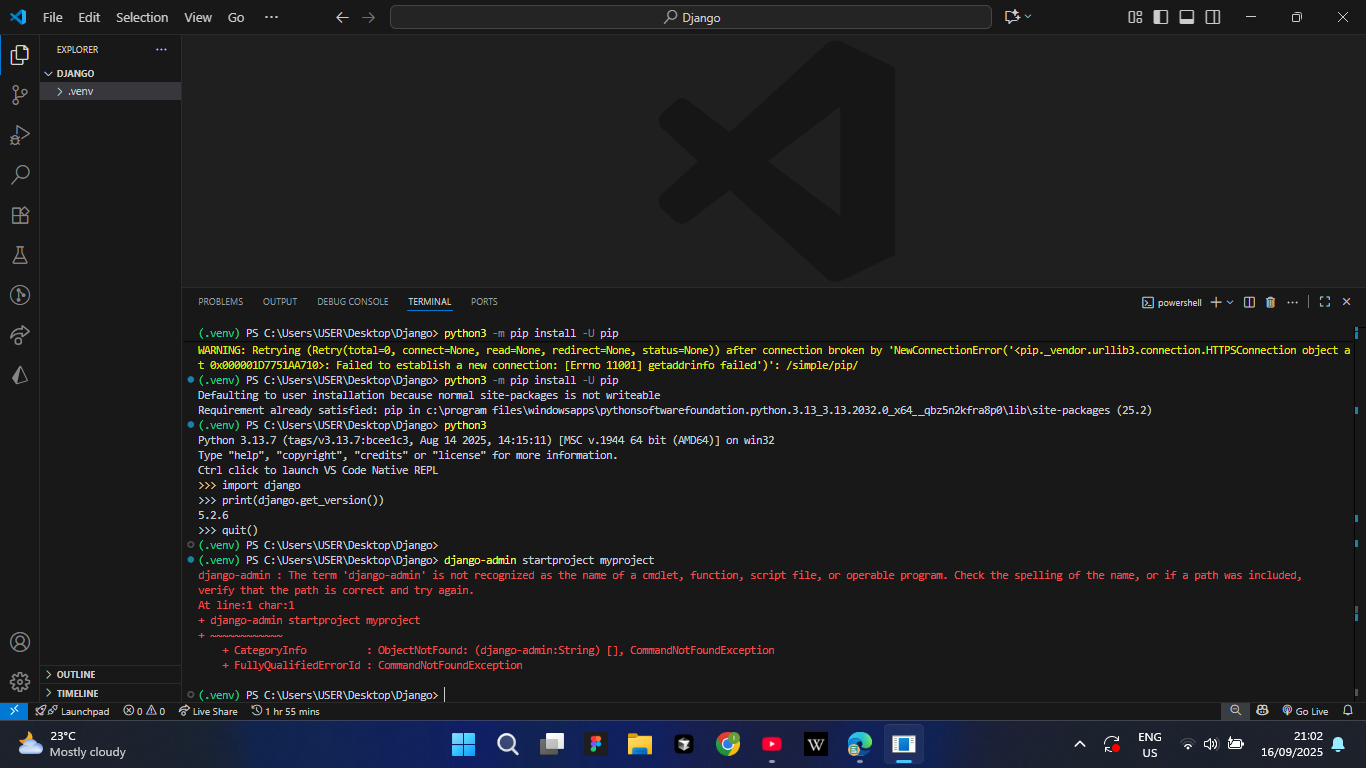 File Edit Selection View Go ··· Django
EXPLORER ···
DJANGO
.venv
PROBLEMS OUTPUT DEBUG CONSOLE TERMINAL PORTS powershell
(.venv) PS C:\Users\USER\Desktop\Django> python3 -m pip install -U pip
WARNING: Retrying (Retry(total=0, connect=None, read=None, redirect=None, status=None)) after connection broken by 'NewConnectionError('<pip._vendor.urllib3.connection.HTTPSConnection object a
t 0x000001D7751AA710>: Failed to establish a new connection: [Errno 11001] getaddrinfo failed')': /simple/pip/
(.venv) PS C:\Users\USER\Desktop\Django> python3 -m pip install -U pip
Defaulting to user installation because normal site-packages is not writeable
Requirement already satisfied: pip in c:\program files\windowsapps\pythonsoftwarefoundation.python.3.13_3.13.2032.0_x64__qbz5n2kfra8p0\lib\site-packages (25.2)
(.venv) PS C:\Users\USER\Desktop\Django> python3
Python 3.13.7 (tags/v3.13.7:bcee1c3, Aug 14 2025, 14:15:11) [MSC v.1944 64 bit (AMD64)] on win32
Type "help", "copyright", "credits" or "license" for more information.
Ctrl click to launch VS Code Native REPL
>>> import django
>>> print(django.get_version())
5.2.6
>>> quit()
(.venv) PS C:\Users\USER\Desktop\Django>
(.venv) PS C:\Users\USER\Desktop\Django> django-admin startproject myproject
django-admin : The term 'django-admin' is not recognized as the name of a cmdlet, function, script file, or operable program. Check the spelling of the name, or if a path was included,
verify that the path is correct and try again.
At line:1 char:1
+ django-admin startproject myproject
+ ~~~~~~~~~~~~
+ CategoryInfo : ObjectNotFound: (django-admin:String) [], CommandNotFoundException
+ FullyQualifiedErrorId : CommandNotFoundException
(.venv) PS C:\Users\USER\Desktop\Django>
OUTLINE
TIMELINE
Launchpad 0 0 Live Share 1 hr 55 mins Go Live
23°C
Mostly cloudy
W
ENG
US
21:02
16/09/2025